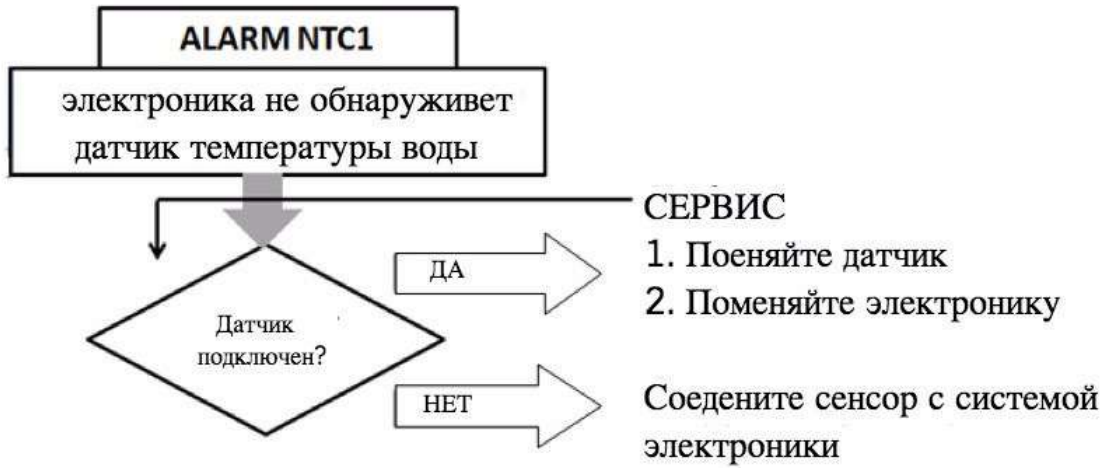 ALARM NTC1
электроника не обнаруживет
датчик температуры воды
СЕРВИС
1. Поеняйте датчик
2. Поменяйте электронику
ДА
Датчик
подключен?
НЕТ
Соедените сенсор с системой
электроники